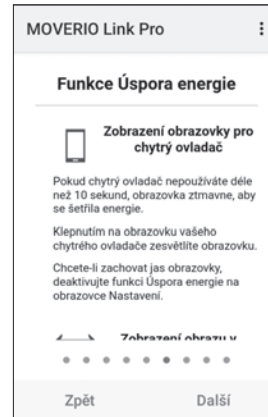 MOVERIO Link Pro
Funkce Úspora energie
Zobrazení obrazovky pro
chytrý ovladač
Pokud chytrý ovladač nepoužíváte déle
než 10 sekund, obrazovka ztmavne, aby
se šetřila energie.
Klepnutím na obrazovku vašeho
chytrého ovladače zesvětlíte obrazovku.
Chcete-li zachovat jas obrazovky,
deaktivujte funkci Úspora energie na
obrazovce Nastavení.
Zobrazení obrazu v
Zpět
Další